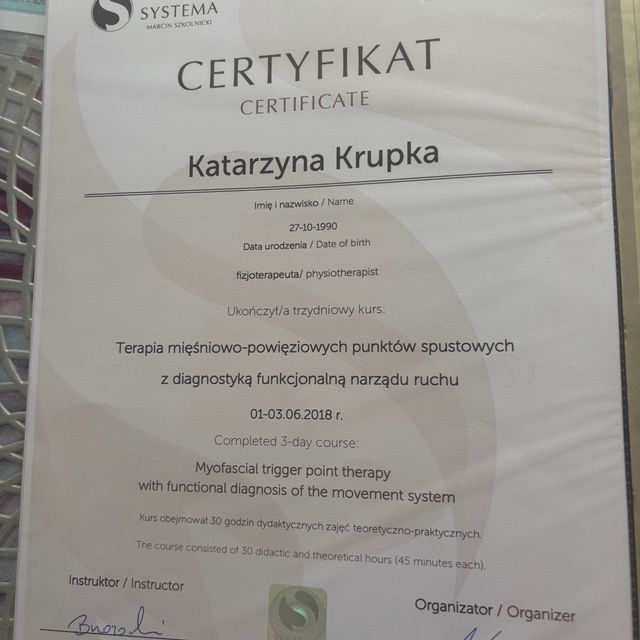 SYSTEMA
MARCIN SZKOLNICKI
CERTYFIKAT
CERTIFICATE
Katarzyna Krupka
Imię i nazwisko / Name
27-10-1990
Data urodzenia / Date of birth
fizjoterapeuta/ physiotherapist
Ukończył/a trzydniowy kurs:
Terapia mięśniowo-powięziowych punktów spustowych
z diagnostyką funkcjonalną narządu ruchu
01-03.06.2018 r.
Completed 3-day course:
Myofascial trigger point therapy
with functional diagnosis of the movement system
Kurs obejmował 30 godzin dydaktycznych zajęć teoretyczno-praktycznych.
The course consisted of 30 didactic and theoretical hours (45 minutes each).
Instruktor / Instructor
Organizator / Organizer